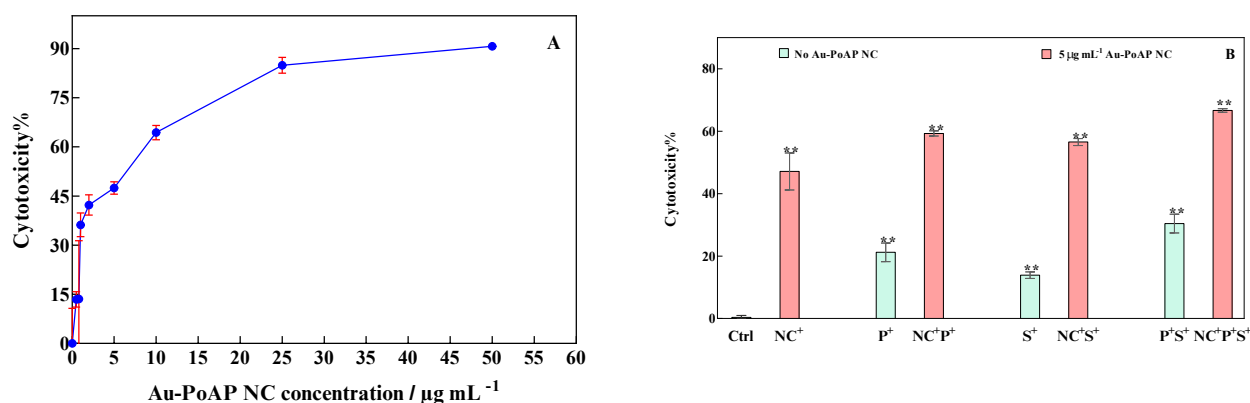 A
Cytotoxicity%
90
75
60
45
30
15
0
0 5 10 15 20 25 30 35 40 45 50 55 60
Au-PoAP NC concentration / µg mL⁻¹
B
No Au-PoAP NC
5 µg mL⁻¹ Au-PoAP NC
Cytotoxicity%
80
60
40
20
0
**
**
**
**
**
**
**
Ctrl NC⁺ P⁺ NC⁺P⁺ S⁺ NC⁺S⁺ P⁺S⁺ NC⁺P⁺S⁺